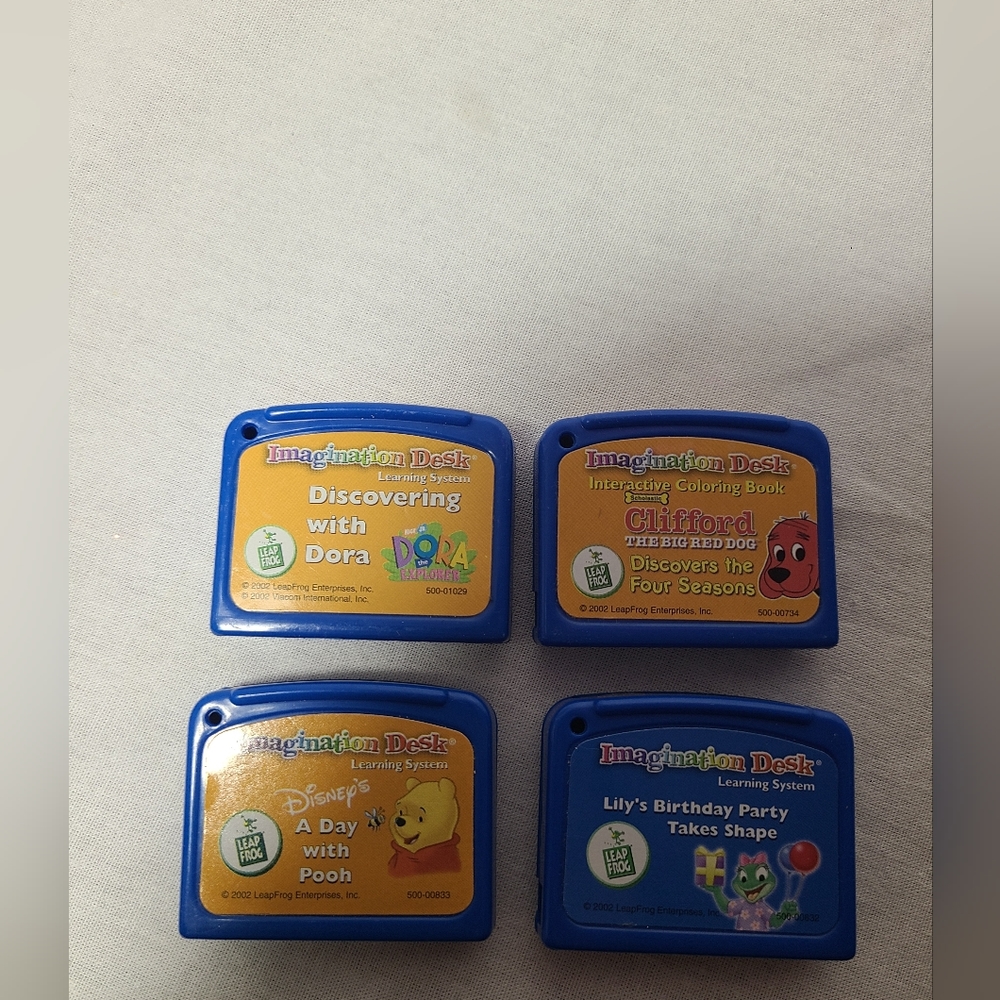 Imagination Desk®
Learning System
Discovering
with
Dora
LEAP
FROG
DORA
the
EXPLORER
© 2002 LeapFrog Enterprises, Inc.
© 2002 Viacom International, Inc.
500-01029
Imagination Desk®
Interactive Coloring Book
Scholastic
Clifford
THE BIG RED DOG
Discovers the
Four Seasons
LEAP
FROG
© 2002 LeapFrog Enterprises, Inc.
500-00734
Imagination Desk®
Learning System
Disney's
A Day
with
Pooh
LEAP
FROG
© 2002 LeapFrog Enterprises, Inc.
500-00833
Imagination Desk®
Learning System
Lily's Birthday Party
Takes Shape
LEAP
FROG
© 2002 LeapFrog Enterprises, Inc.
500-00832